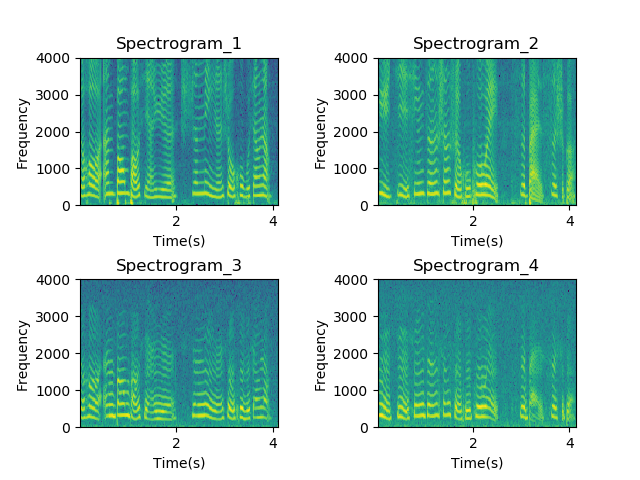 Spectrogram_1
Frequency
4000
3000
2000
1000
0
2
4
Time(s)
Spectrogram_2
Frequency
4000
3000
2000
1000
0
2
4
Time(s)
Spectrogram_3
Frequency
4000
3000
2000
1000
0
2
4
Time(s)
Spectrogram_4
Frequency
4000
3000
2000
1000
0
2
4
Time(s)